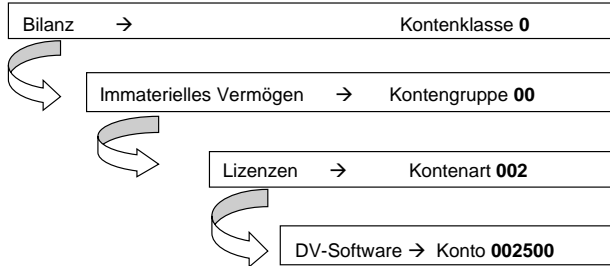 Bilanz → Kontenklasse 0
Immaterielles Vermögen → Kontengruppe 00
Lizenzen → Kontenart 002
DV-Software → Konto 002500